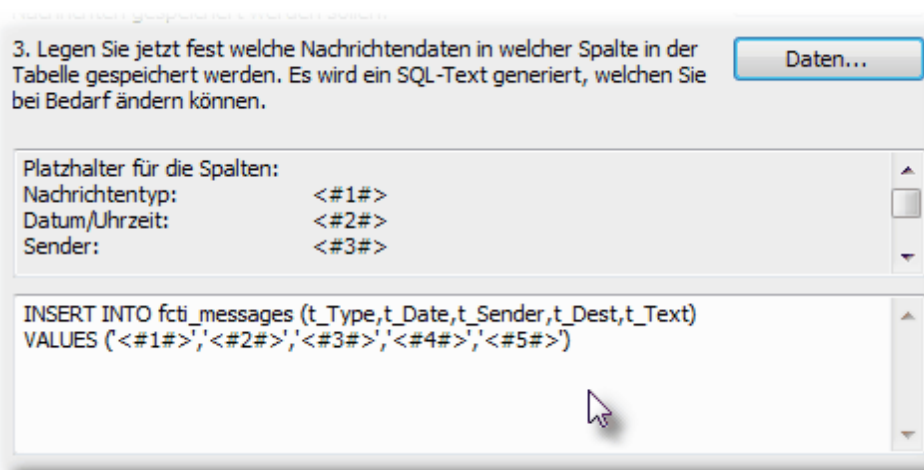 3. Legen Sie jetzt fest welche Nachrichtendaten in welcher Spalte in der
Tabelle gespeichert werden. Es wird ein SQL-Text generiert, welchen Sie
bei Bedarf ändern können.
Daten...
Platzhalter für die Spalten:
Nachrichtentyp: <#1#>
Datum/Uhrzeit: <#2#>
Sender: <#3#>
INSERT INTO fcti_messages (t_Type,t_Date,t_Sender,t_Dest,t_Text)
VALUES ('<#1#>','<#2#>','<#3#>','<#4#>','<#5#>')